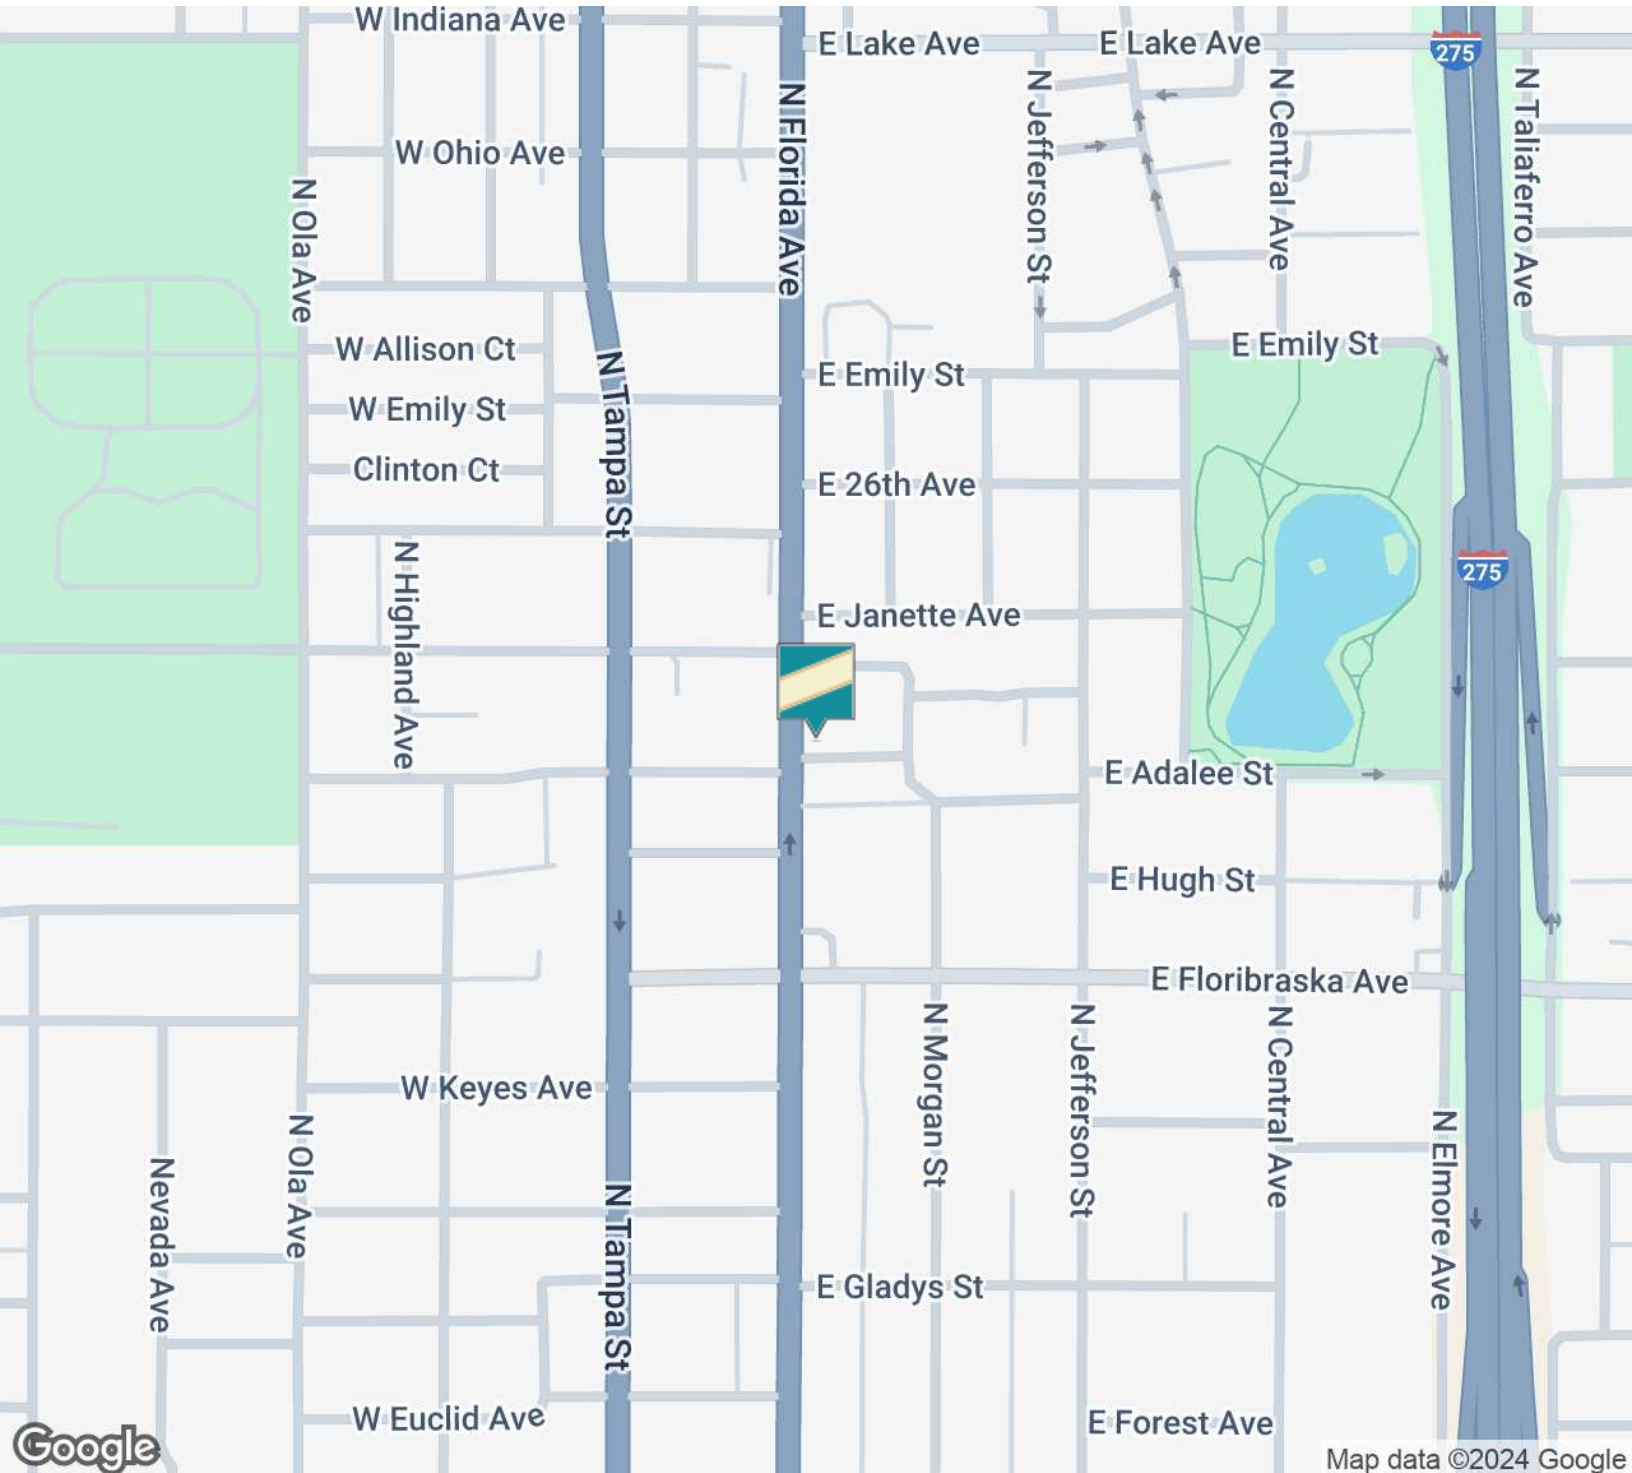 W Indiana Ave
E Lake Ave
E Lake Ave
275
N Florida Ave
N Jefferson St
N Central Ave
N Taliaferro Ave
W Ohio Ave
N Ola Ave
W Allison Ct
N Tampa St
E Emily St
E Emily St
W Emily St
Clinton Ct
E 26th Ave
N Highland Ave
275
E Janette Ave
E Adalee St
E Hugh St
E Floribraska Ave
N Morgan St
N Jefferson St
N Central Ave
W Keyes Ave
N Ola Ave
N Elmore Ave
Nevada Ave
N Tampa St
E Gladys St
W Euclid Ave
E Forest Ave
Google
Map data ©2024 Google